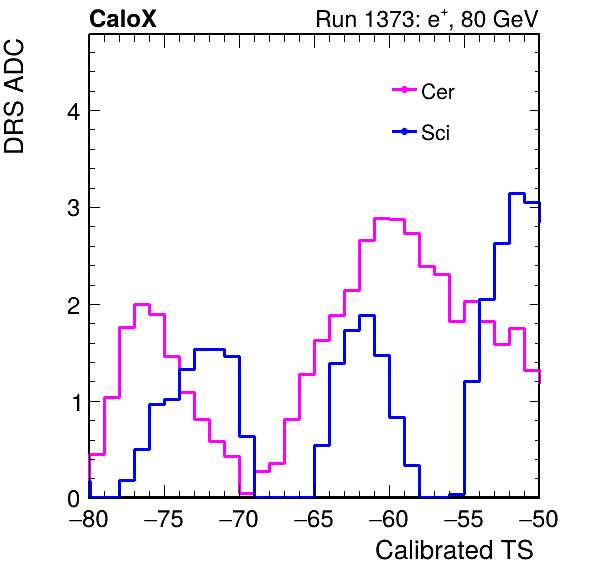 CaloX Run 1373: e⁺, 80 GeV
DRS ADC
Cer
Sci
4
3
2
1
0
−80 −75 −70 −65 −60 −55 −50
Calibrated TS